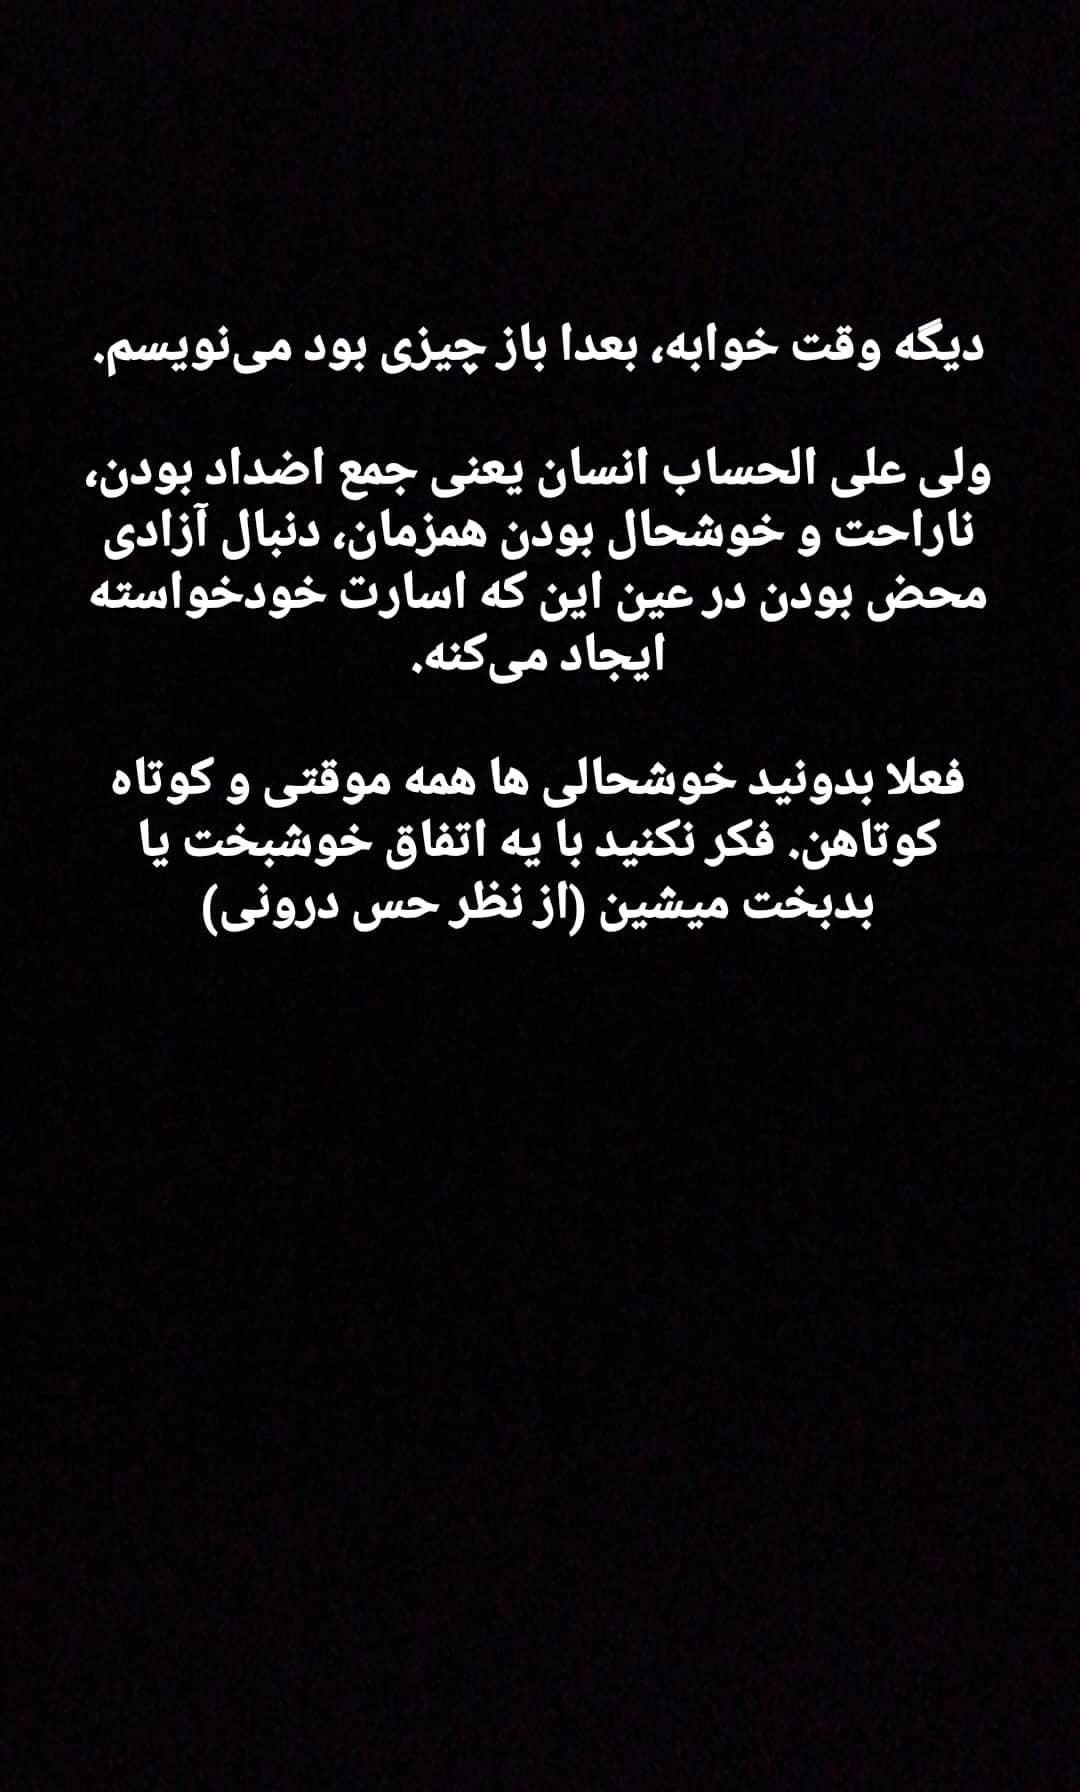 دیگه وقت خوابه، بعدا باز چیزی بود می‌نویسم.
ولی علی الحساب انسان یعنی جمع اضداد بودن،
ناراحت و خوشحال بودن همزمان، دنبال آزادی
محض بودن در عین این که اسارت خودخواسته
ایجاد می‌کنه.
فعلا بدونید خوشحالی ها همه موقتی و کوتاه
کوتاهن. فکر نکنید با یه اتفاق خوشبخت یا
بدبخت میشین (از نظر حس درونی)